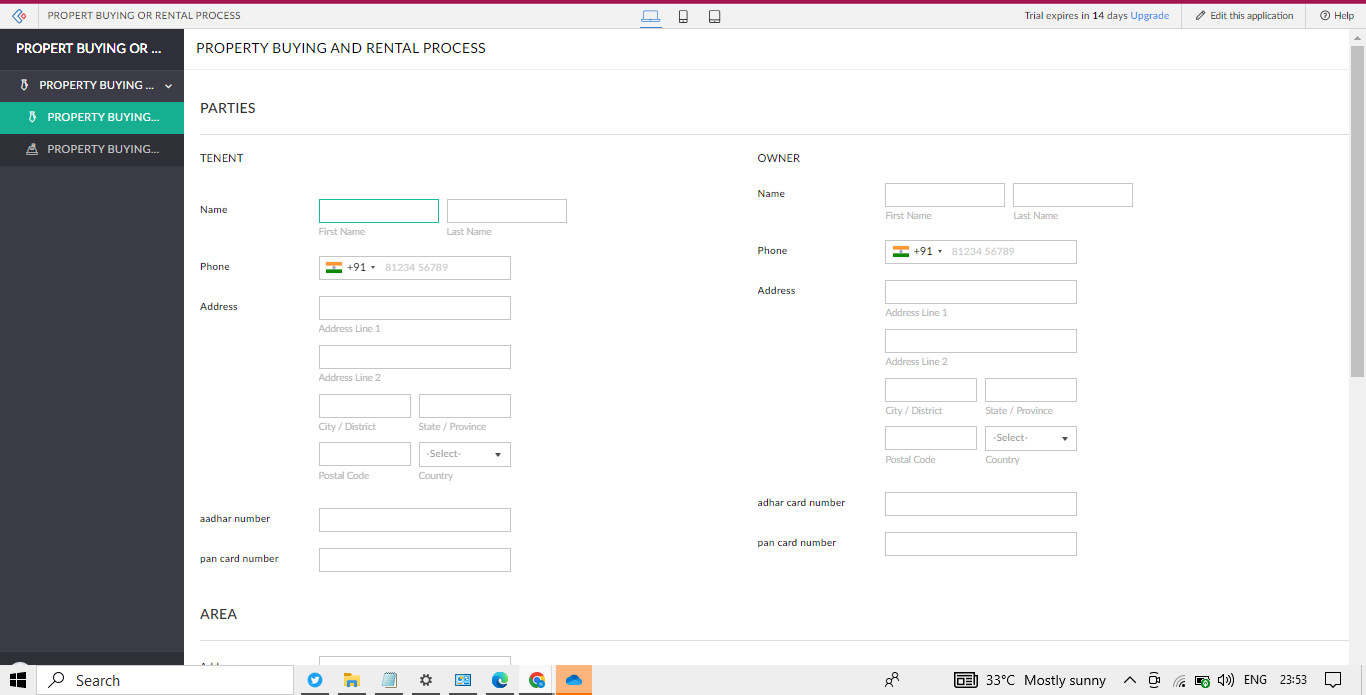 PROPERT BUYING OR RENTAL PROCESS
Trial expires in 14 days Upgrade
Edit this application
Help
PROPERT BUYING OR ...
PROPERTY BUYING ...
PROPERTY BUYING...
PROPERTY BUYING...
PROPERTY BUYING AND RENTAL PROCESS
PARTIES
TENENT
Name
First Name
Last Name
Phone
+91
81234 56789
Address
Address Line 1
Address Line 2
City / District
State / Province
-Select-
Postal Code
Country
aadhar number
pan card number
OWNER
Name
First Name
Last Name
Phone
+91
81234 56789
Address
Address Line 1
Address Line 2
City / District
State / Province
-Select-
Postal Code
Country
adhar card number
pan card number
AREA
Search
33°C Mostly sunny
ENG
23:53